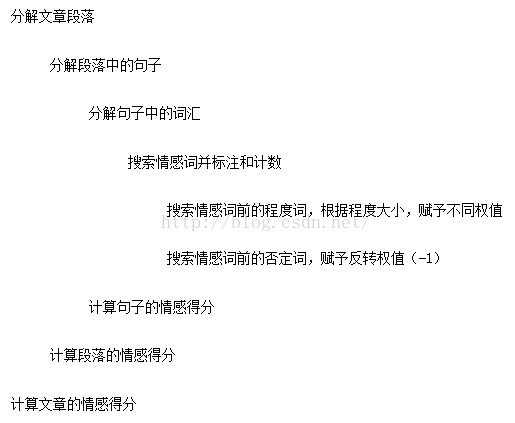 分解文章段落
分解段落中的句子
分解句子中的词汇
搜索情感词并标注和计数
搜索情感词前的程度词，根据程度大小，赋予不同权值
http://blog.csdn.net/
搜索情感词前的否定词，赋予反转权值（-1）
计算句子的情感得分
计算段落的情感得分
计算文章的情感得分